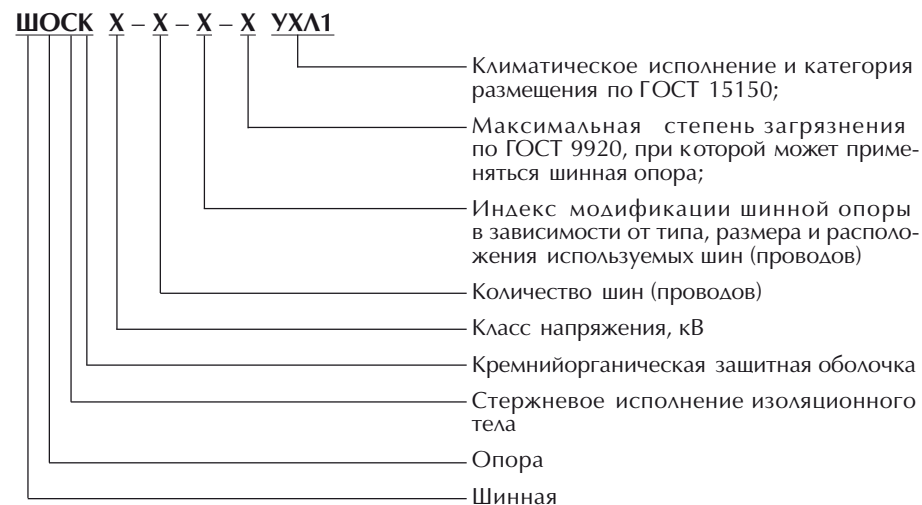 ШОСК Х – Х – Х – Х УХЛ1
Климатическое исполнение и категория
размещения по ГОСТ 15150;
Максимальная степень загрязнения
по ГОСТ 9920, при которой может приме-
няться шинная опора;
Индекс модификации шинной опоры
в зависимости от типа, размера и располо-
жения используемых шин (проводов)
Количество шин (проводов)
Класс напряжения, кВ
Кремнийорганическая защитная оболочка
Стержневое исполнение изоляционного
тела
Опора
Шинная